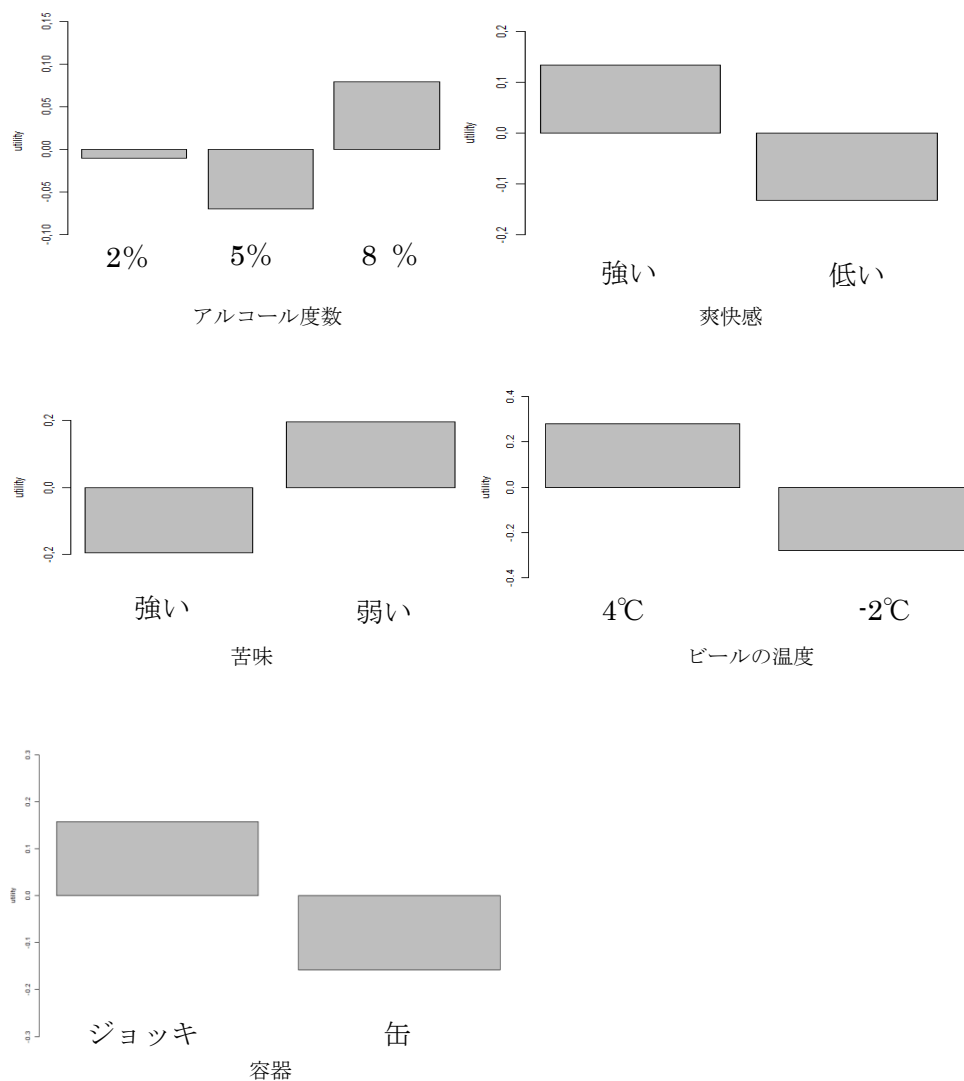 utility
-0.10 -0.05 0.00 0.05 0.10 0.15
2% 5% 8 %
アルコール度数
utility
-0.2 -0.1 0.0 0.1 0.2
強い 低い
爽快感
utility
-0.2 0.0 0.2
強い 弱い
苦味
utility
-0.4 -0.2 0.0 0.2 0.4
4℃ -2℃
ビールの温度
utility
-0.3 -0.2 -0.1 0.0 0.1 0.2 0.3
ジョッキ 缶
容器